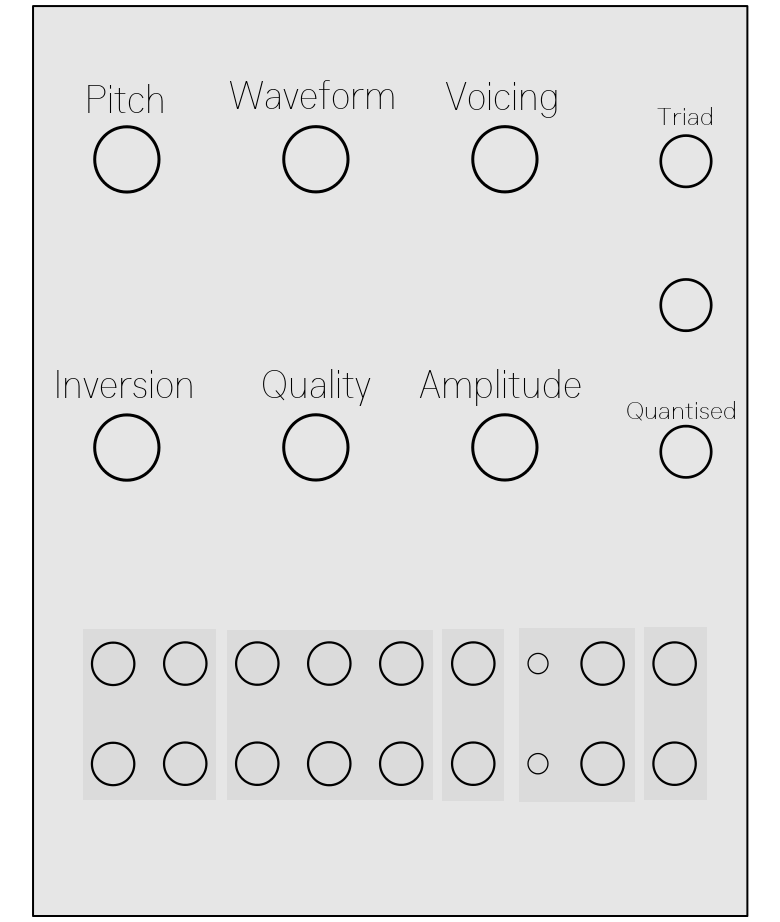 Pitch
Waveform
Voicing
Triad
Inversion
Quality
Amplitude
Quantised